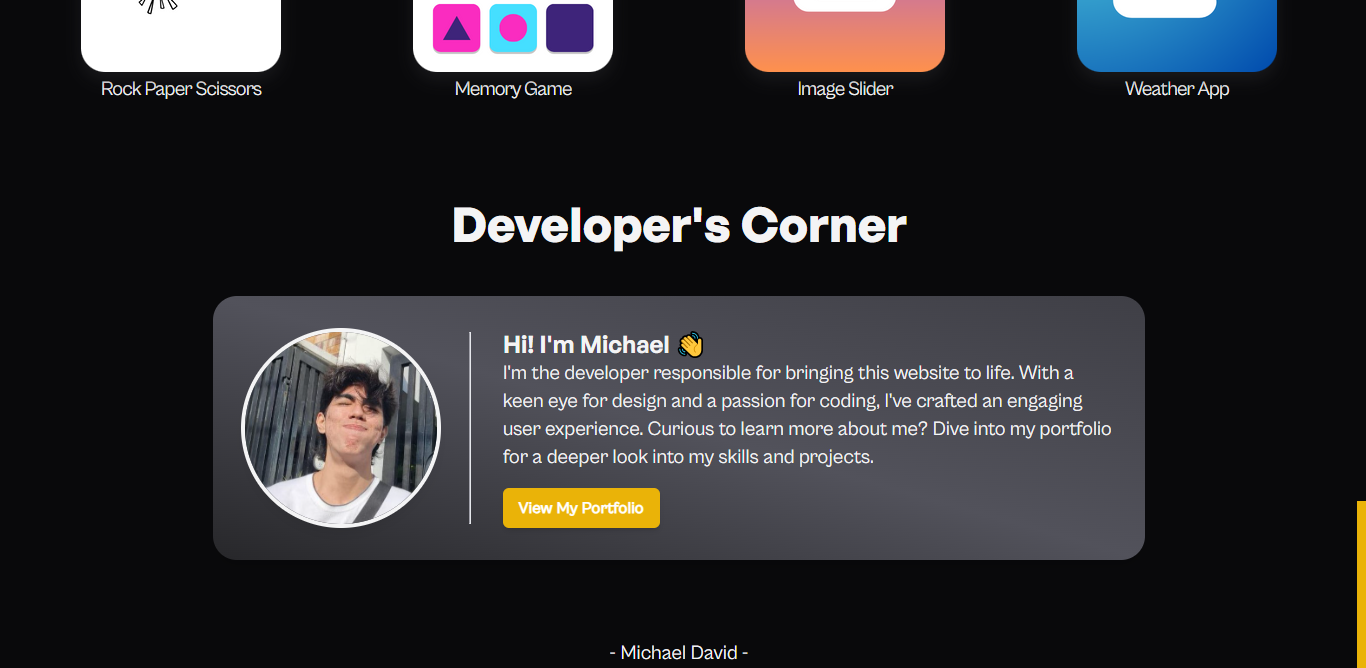 Rock Paper Scissors
Memory Game
Image Slider
Weather App
Developer's Corner
Hi! I'm Michael 👋
I'm the developer responsible for bringing this website to life. With a
keen eye for design and a passion for coding, I've crafted an engaging
user experience. Curious to learn more about me? Dive into my portfolio
for a deeper look into my skills and projects.
View My Portfolio
- Michael David -